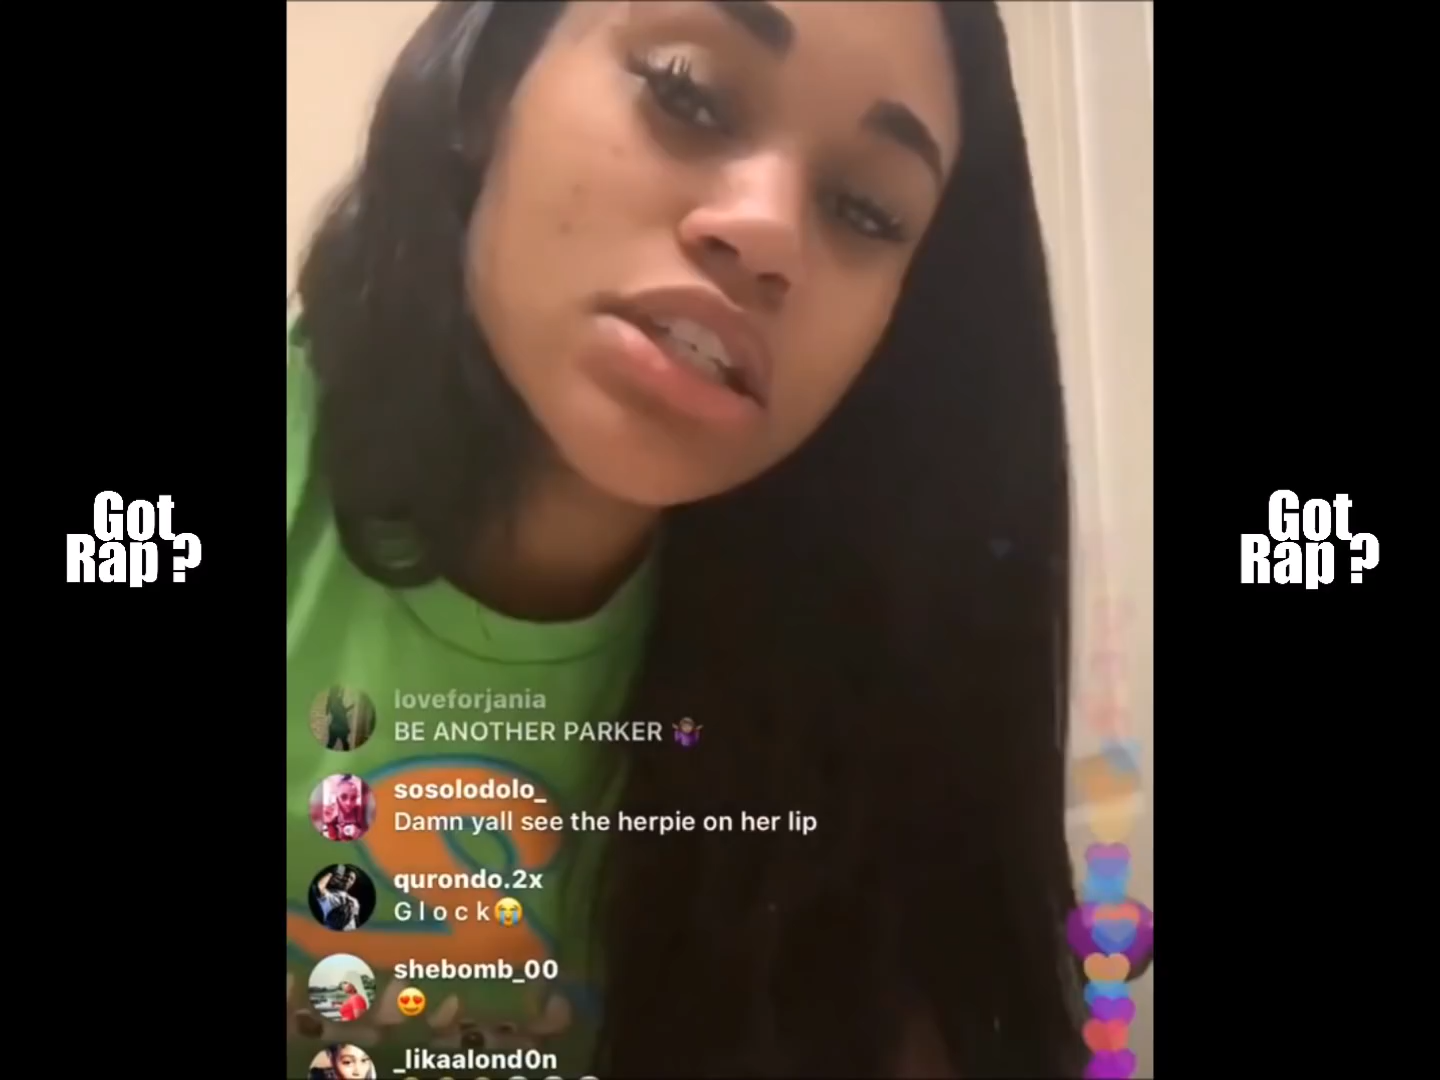 Got
Rap ?
Got
Rap ?
loveforjania
BE ANOTHER PARKER 🤷🏽‍♀️
sosolodolo_
Damn yall see the herpie on her lip
qurondo.2x
G l o c k😭
shebomb_00
😍
_likaalond0n